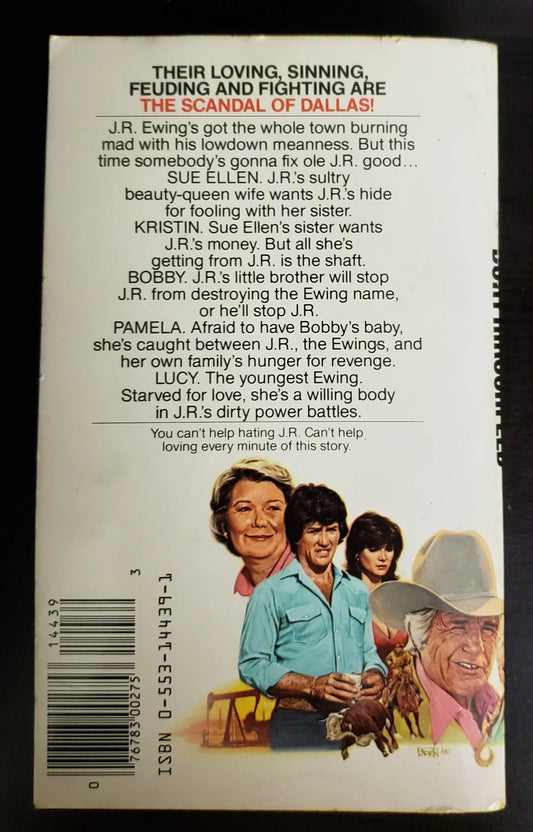 THEIR LOVING, SINNING,
FEUDING AND FIGHTING ARE
THE SCANDAL OF DALLAS!
J.R. Ewing's got the whole town burning
mad with his lowdown meanness. But this
time somebody's gonna fix ole J.R. good...
SUE ELLEN. J.R.'s sultry
beauty-queen wife wants J.R.'s hide
for fooling with her sister.
KRISTIN. Sue Ellen's sister wants
J.R.'s money. But all she's
getting from J.R. is the shaft.
BOBBY. J.R.'s little brother will stop
J.R. from destroying the Ewing name,
or he'll stop J.R.
PAMELA. Afraid to have Bobby's baby,
she's caught between J.R., the Ewings, and
her own family's hunger for revenge.
LUCY. The youngest Ewing.
Starved for love, she's a willing body
in J.R.'s dirty power battles.
You can't help hating J.R. Can't help
loving every minute of this story.
14439
3
0
76783 00275
ISBN 0-553-14439-1